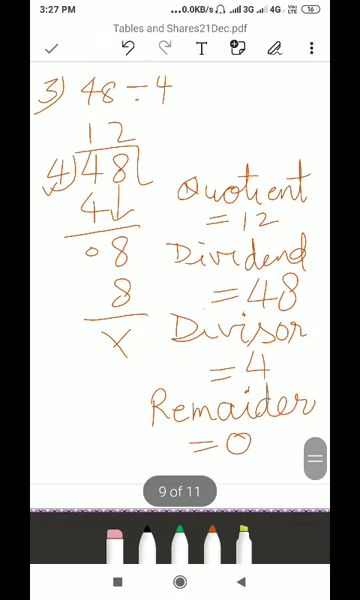 3:27 PM ...0.0KB/s 3G 4G VoLTE 16
Tables and Shares21Dec.pdf
T
3) 48 ÷ 4
12
4)48(
4↓
08
8
x
Quotient
= 12
Dividend
= 48
Divisor
= 4
Remaider
= 0
9 of 11